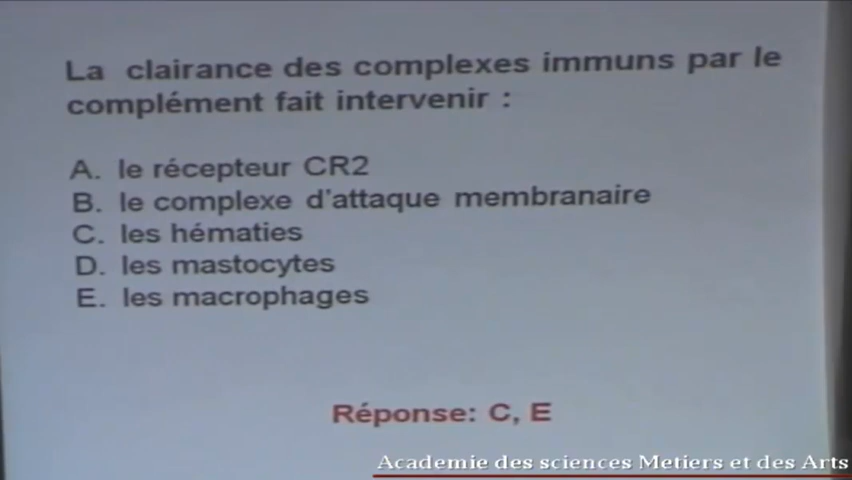 La clairance des complexes immuns par le
complément fait intervenir :
A. le récepteur CR2
B. le complexe d'attaque membranaire
C. les hématies
D. les mastocytes
E. les macrophages
Réponse: C, E
Academie des sciences Metiers et des Arts